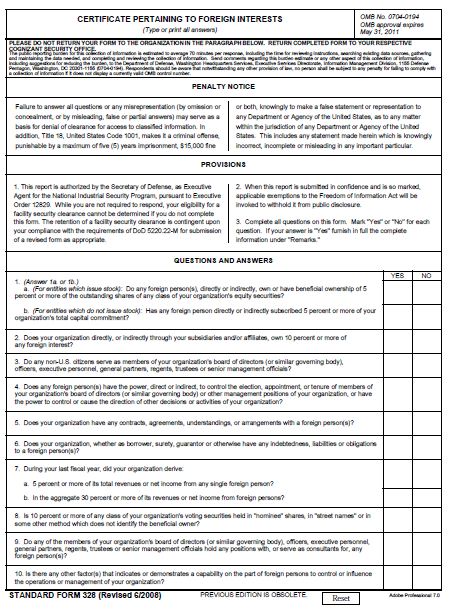 CERTIFICATE PERTAINING TO FOREIGN INTERESTS
(Type or print all answers)
OMB No. 0704-0194
OMB approval expires
May 31, 2011
PLEASE DO NOT RETURN YOUR FORM TO THE ORGANIZATION IN THE PARAGRAPH BELOW. RETURN COMPLETED FORM TO YOUR RESPECTIVE
COGNIZANT SECURITY OFFICE.
The public reporting burden for this collection of information is estimated to average 70 minutes per response, including the time for reviewing instructions, searching existing data sources, gathering
and maintaining the data needed, and completing and reviewing the collection of information. Send comments regarding this burden estimate or any other aspect of this collection of information,
including suggestions for reducing the burden, to the Department of Defense, Washington Headquarters Services, Executive Services Directorate, Information Management Division, 1155 Defense
Pentagon, Washington, DC 20301-1155 (0704-0194). Respondents should be aware that notwithstanding any other provision of law, no person shall be subject to any penalty for failing to comply with
a collection of information if it does not display a currently valid OMB control number.
PENALTY NOTICE
Failure to answer all questions or any misrepresentation (by omission or
concealment, or by misleading, false or partial answers) may serve as a
basis for denial of clearance for access to classified information. In
addition, Title 18, United States Code 1001, makes it a criminal offense,
punishable by a maximum of five (5) years imprisonment, $15,000 fine
or both, knowingly to make a false statement or representation to
any Department or Agency of the United States, as to any matter
within the jurisdiction of any Department or Agency of the United
States. This includes any statement made herein which is knowingly
incorrect, incomplete or misleading in any important particular.
PROVISIONS
1. This report is authorized by the Secretary of Defense, as Executive
Agent for the National Industrial Security Program, pursuant to Executive
Order 12829. While you are not required to respond, your eligibility for a
facility security clearance cannot be determined if you do not complete
this form. The retention of a facility security clearance is contingent upon
your compliance with the requirements of DoD 5220.22-M for submission
of a revised form as appropriate.
2. When this report is submitted in confidence and is so marked,
applicable exemptions to the Freedom of Information Act will be
invoked to withhold it from public disclosure.
3. Complete all questions on this form. Mark "Yes" or "No" for each
question. If your answer is "Yes" furnish in full the complete
information under "Remarks."
QUESTIONS AND ANSWERS
YES NO
1. (Answer 1a. or 1b.)
a. (For entities which issue stock): Do any foreign person(s), directly or indirectly, own or have beneficial ownership of 5
percent or more of the outstanding shares of any class of your organization's equity securities?
b. (For entities which do not issue stock): Has any foreign person directly or indirectly subscribed 5 percent or more of your
organization's total capital commitment?
2. Does your organization directly, or indirectly through your subsidiaries and/or affiliates, own 10 percent or more of
any foreign interest?
3. Do any non-U.S. citizens serve as members of your organization's board of directors (or similar governing body),
officers, executive personnel, general partners, regents, trustees or senior management officials?
4. Does any foreign person(s) have the power, direct or indirect, to control the election, appointment, or tenure of members of
your organization's board of directors (or similar governing body) or other management positions of your organization, or have
the power to control or cause the direction of other decisions or activities of your organization?
5. Does your organization have any contracts, agreements, understandings, or arrangements with a foreign person(s)?
6. Does your organization, whether as borrower, surety, guarantor or otherwise have any indebtedness, liabilities or obligations
to a foreign person(s)?
7. During your last fiscal year, did your organization derive:
a. 5 percent or more of its total revenues or net income from any single foreign person?
b. In the aggregate 30 percent or more of its revenues or net income from foreign persons?
8. Is 10 percent or more of any class of your organization's voting securities held in "nominee" shares, in "street names" or in
some other method which does not identify the beneficial owner?
9. Do any of the members of your organization's board of directors (or similar governing body), officers, executive personnel,
general partners, regents, trustees or senior management officials hold any positions with, or serve as consultants for, any
foreign person(s)?
10. Is there any other factor(s) that indicates or demonstrates a capability on the part of foreign persons to control or influence
the operations or management of your organization?
STANDARD FORM 328 (Revised 6/2008)
PREVIOUS EDITION IS OBSOLETE.
Reset
Adobe Professional 7.0